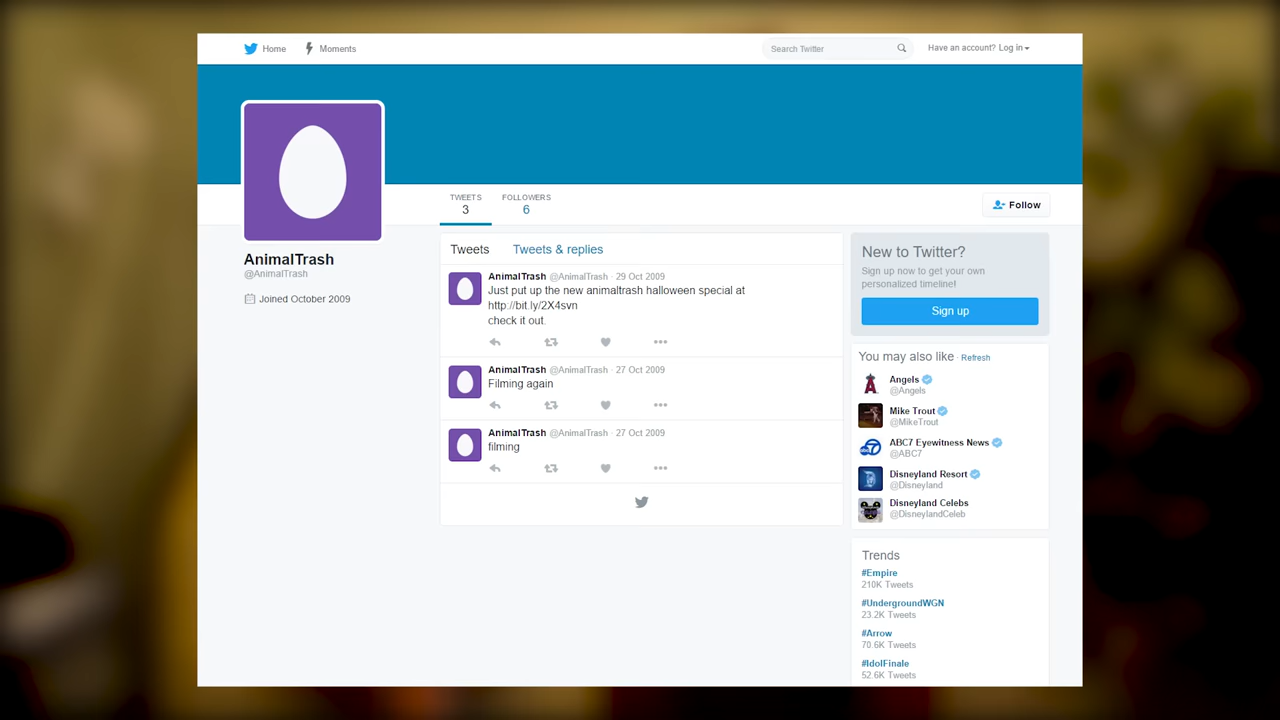 Home
Moments
Search Twitter
Have an account? Log in
TWEETS
3
FOLLOWERS
6
Follow
AnimalTrash
@AnimalTrash
Joined October 2009
Tweets
Tweets & replies
AnimalTrash @AnimalTrash · 29 Oct 2009
Just put up the new animaltrash halloween special at
http://bit.ly/2X4svn
check it out.
AnimalTrash @AnimalTrash · 27 Oct 2009
Filming again
AnimalTrash @AnimalTrash · 27 Oct 2009
filming
New to Twitter?
Sign up now to get your own
personalized timeline!
Sign up
You may also like · Refresh
Angels
@Angels
Mike Trout
@MikeTrout
ABC7 Eyewitness News
@ABC7
Disneyland Resort
@Disneyland
Disneyland Celebs
@DisneylandCeleb
Trends
#Empire
210K Tweets
#UndergroundWGN
23.2K Tweets
#Arrow
70.6K Tweets
#IdolFinale
52.6K Tweets